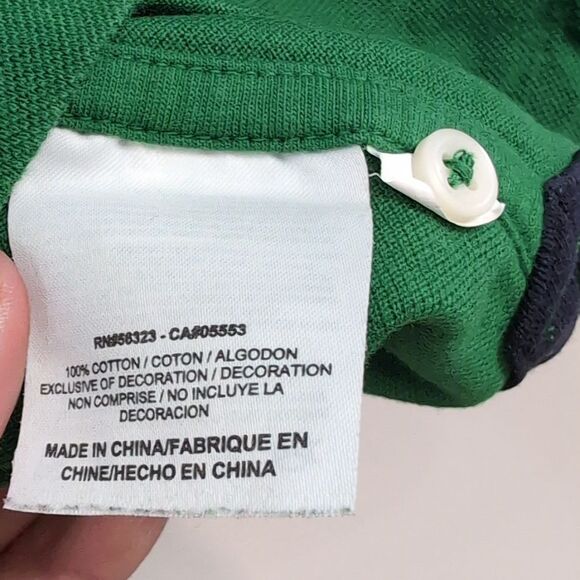 RN#56323 - CA#05553
100% COTTON / COTON / ALGODON
EXCLUSIVE OF DECORATION / DECORATION
NON COMPRISE / NO INCLUYE LA
DECORACION
MADE IN CHINA/FABRIQUE EN
CHINE/HECHO EN CHINA